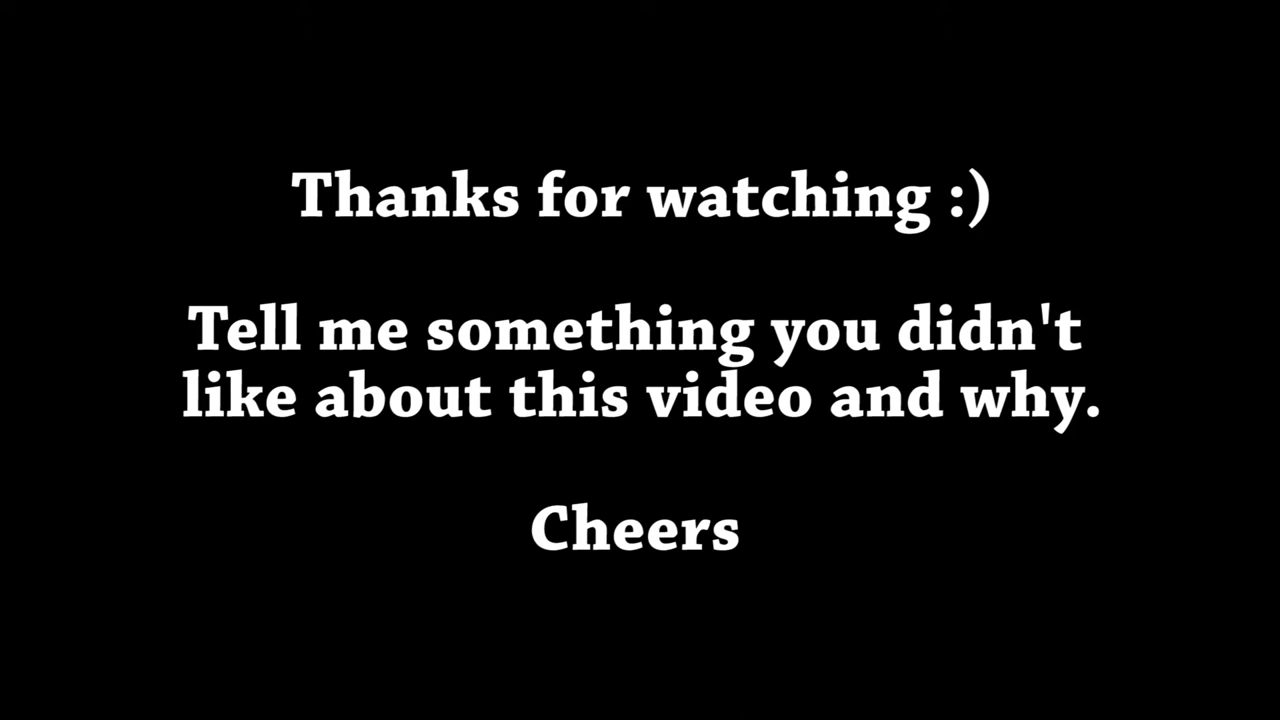 Thanks for watching :)
Tell me something you didn't
like about this video and why.
Cheers